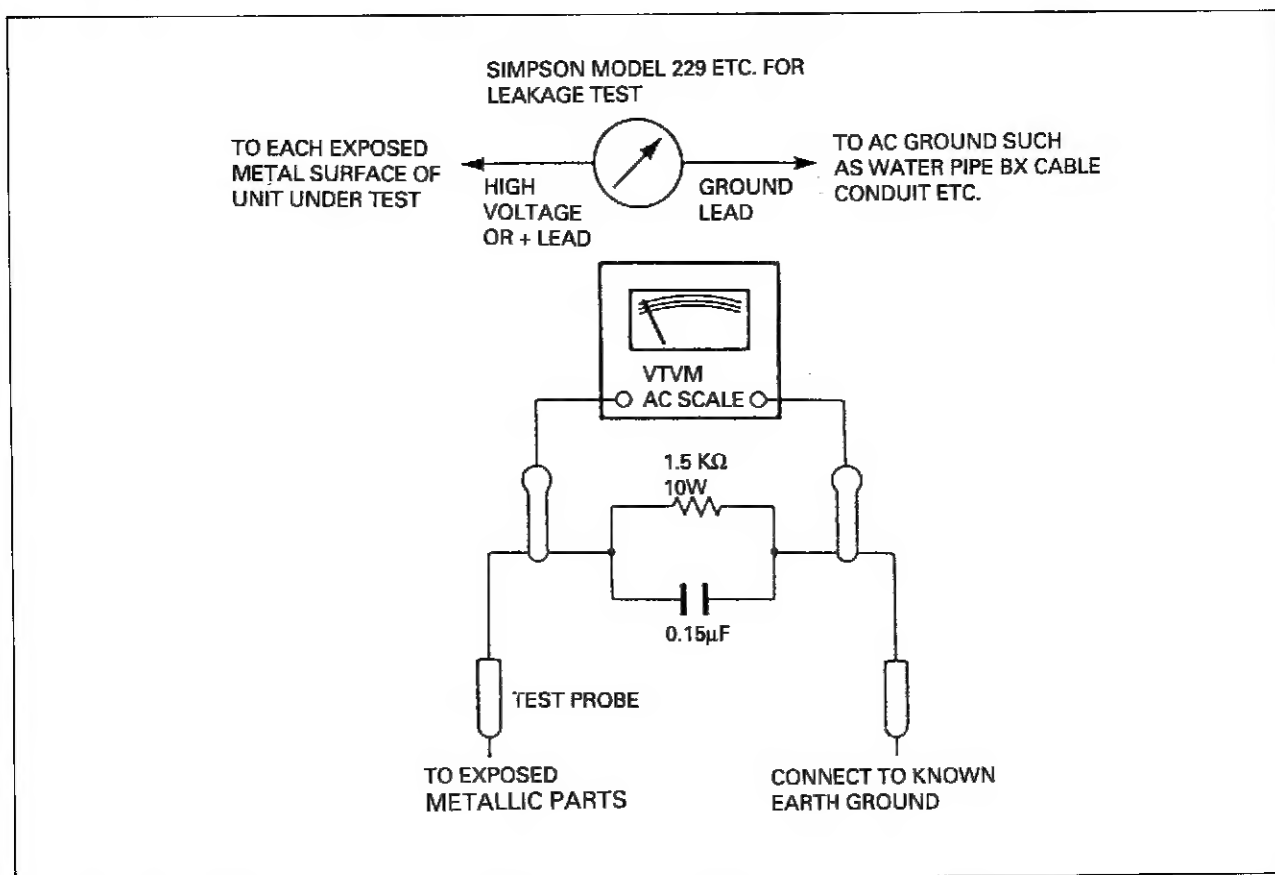 SIMPSON MODEL 229 ETC. FOR
LEAKAGE TEST
TO EACH EXPOSED
METAL SURFACE OF
UNIT UNDER TEST
HIGH
VOLTAGE
OR + LEAD
GROUND
LEAD
TO AC GROUND SUCH
AS WATER PIPE BX CABLE
CONDUIT ETC.
VTVM
AC SCALE
1.5 KΩ
10W
0.15μF
TEST PROBE
TO EXPOSED
METALLIC PARTS
CONNECT TO KNOWN
EARTH GROUND